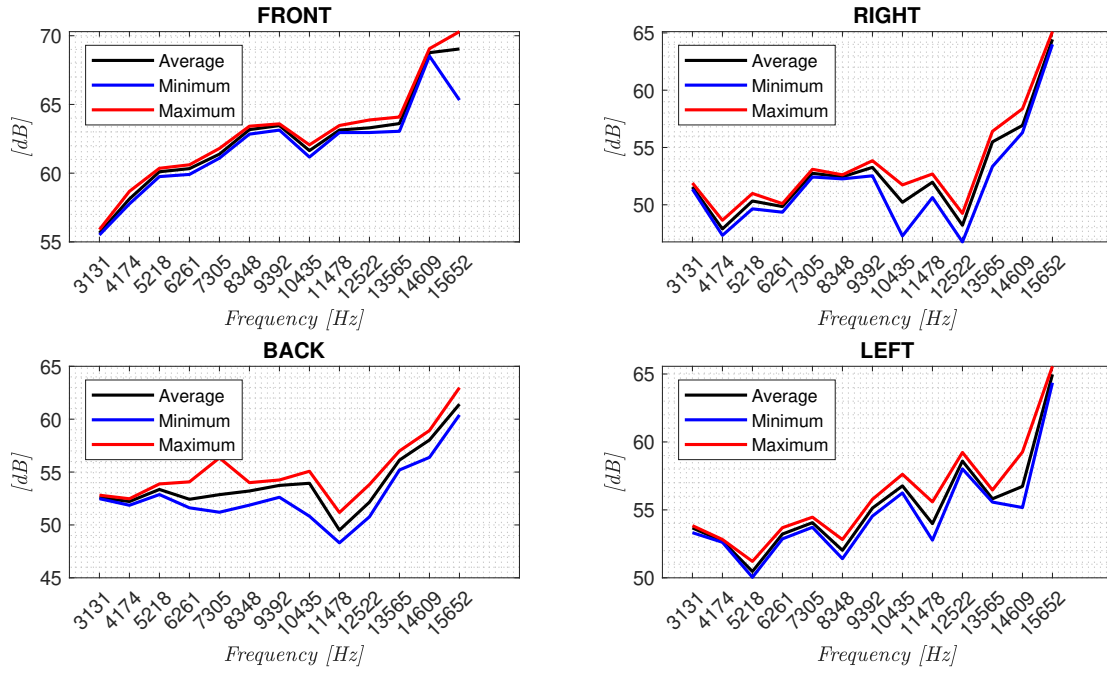 FRONT
70
65
60
55
[dB]
Average
Minimum
Maximum
3131 4174 5218 6261 7305 8348 9392 10435 11478 12522 13565 14609 15652
Frequency [Hz]
RIGHT
65
60
55
50
[dB]
Average
Minimum
Maximum
3131 4174 5218 6261 7305 8348 9392 10435 11478 12522 13565 14609 15652
Frequency [Hz]
BACK
65
60
55
50
45
[dB]
Average
Minimum
Maximum
3131 4174 5218 6261 7305 8348 9392 10435 11478 12522 13565 14609 15652
Frequency [Hz]
LEFT
65
60
55
50
[dB]
Average
Minimum
Maximum
3131 4174 5218 6261 7305 8348 9392 10435 11478 12522 13565 14609 15652
Frequency [Hz]